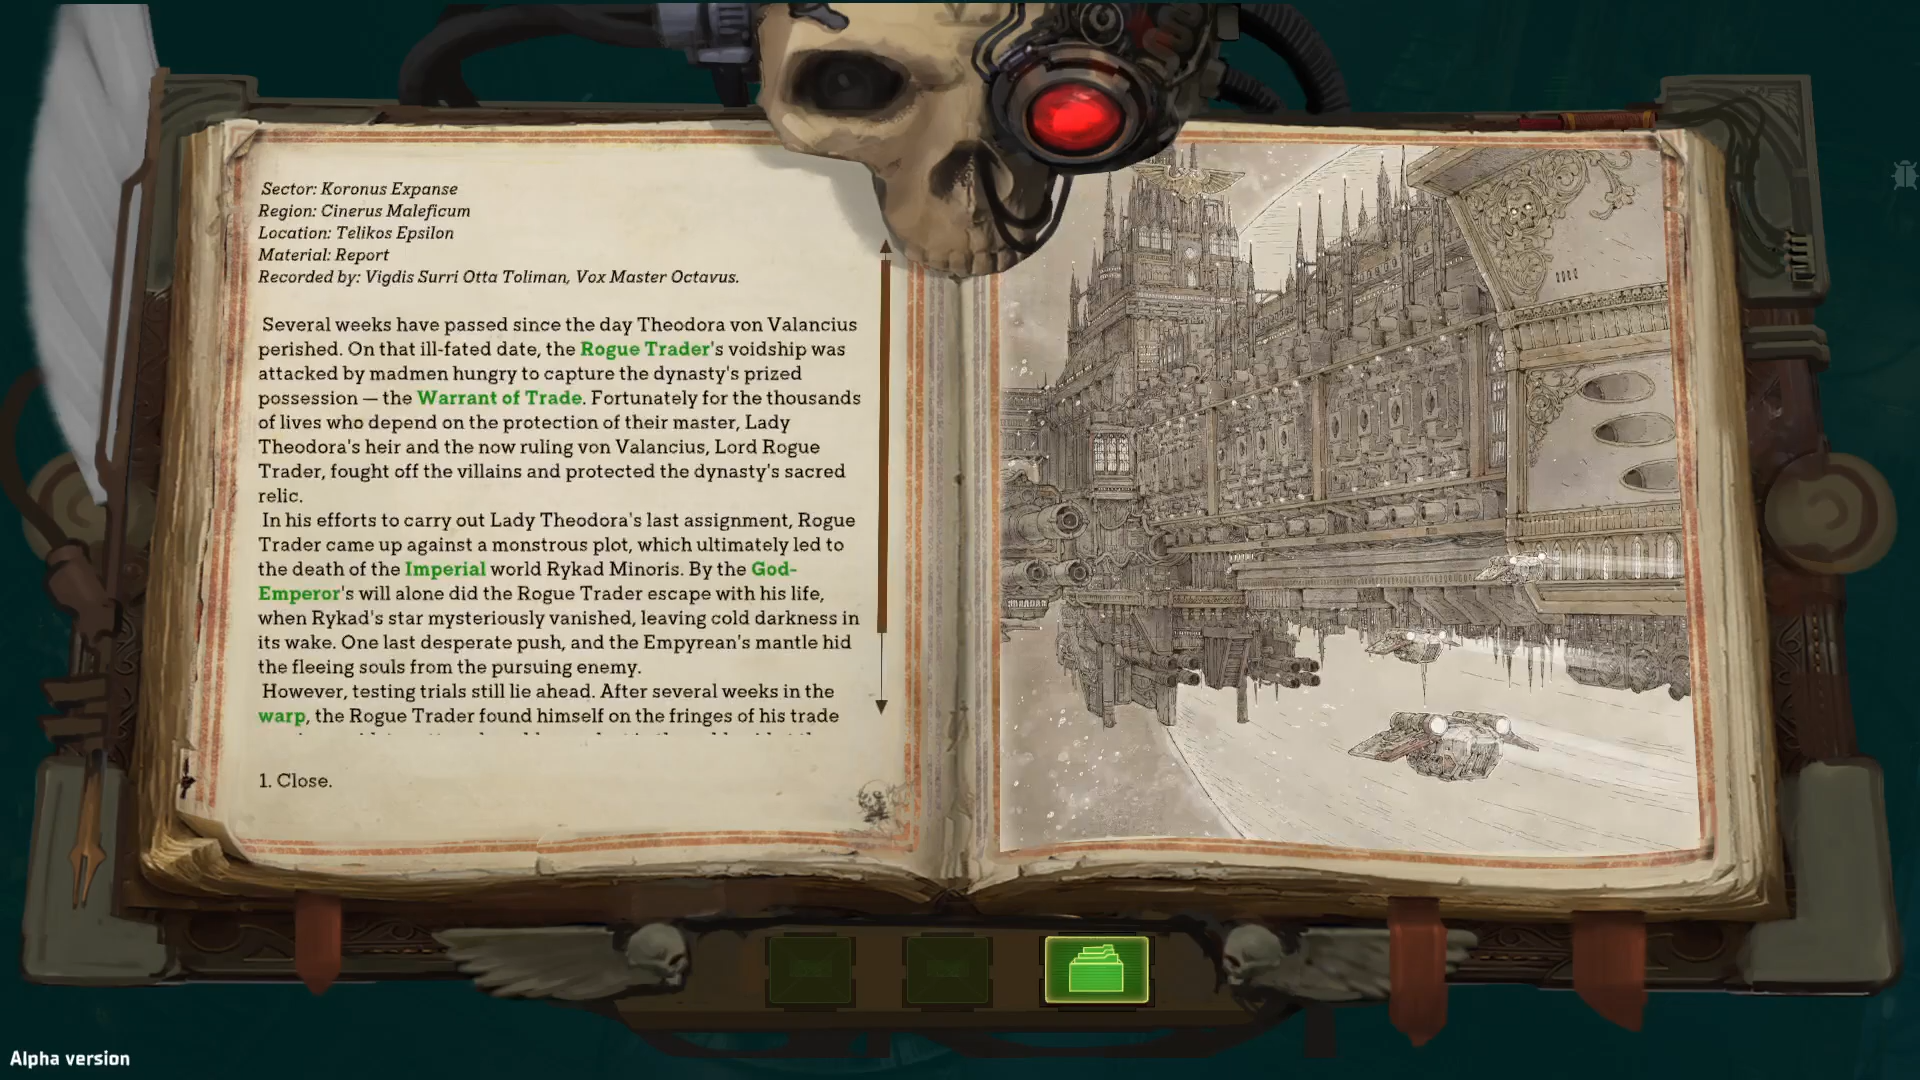 Sector: Koronus Expanse
Region: Cinerus Maleficum
Location: Telikos Epsilon
Material: Report
Recorded by: Vigdis Surri Otta Toliman, Vox Master Octavus.
Several weeks have passed since the day Theodora von Valancius
perished. On that ill-fated date, the Rogue Trader's voidship was
attacked by madmen hungry to capture the dynasty's prized
possession — the Warrant of Trade. Fortunately for the thousands
of lives who depend on the protection of their master, Lady
Theodora's heir and the now ruling von Valancius, Lord Rogue
Trader, fought off the villains and protected the dynasty's sacred
relic.
In his efforts to carry out Lady Theodora's last assignment, Rogue
Trader came up against a monstrous plot, which ultimately led to
the death of the Imperial world Rykad Minoris. By the God-
Emperor's will alone did the Rogue Trader escape with his life,
when Rykad's star mysteriously vanished, leaving cold darkness in
its wake. One last desperate push, and the Empyrean's mantle hid
the fleeing souls from the pursuing enemy.
However, testing trials still lie ahead. After several weeks in the
warp, the Rogue Trader found himself on the fringes of his trade
1. Close.
Alpha version